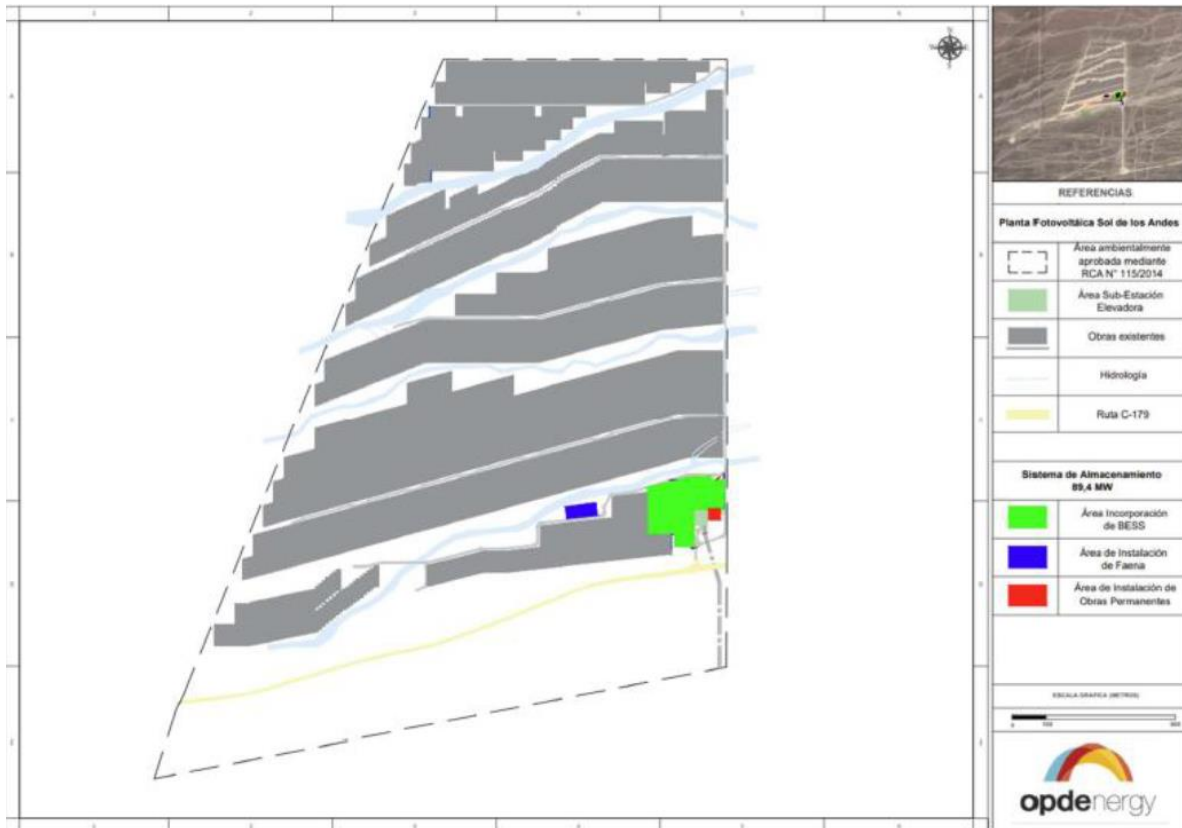 REFERENCIAS
Planta Fotovoltáica Sol de los Andes
Área ambientalmente
aprobada mediante
RCA N° 115/2014
Área Sub-Estación
Elevadora
Obras existentes
Hidrología
Ruta C-179
Sistema de Almacenamiento
89,4 MW
Área Incorporación
de BESS
Área de Instalación
de Faena
Área de Instalación de
Obras Permanentes
ESCALA GRAFICA (METROS)
opdenergy